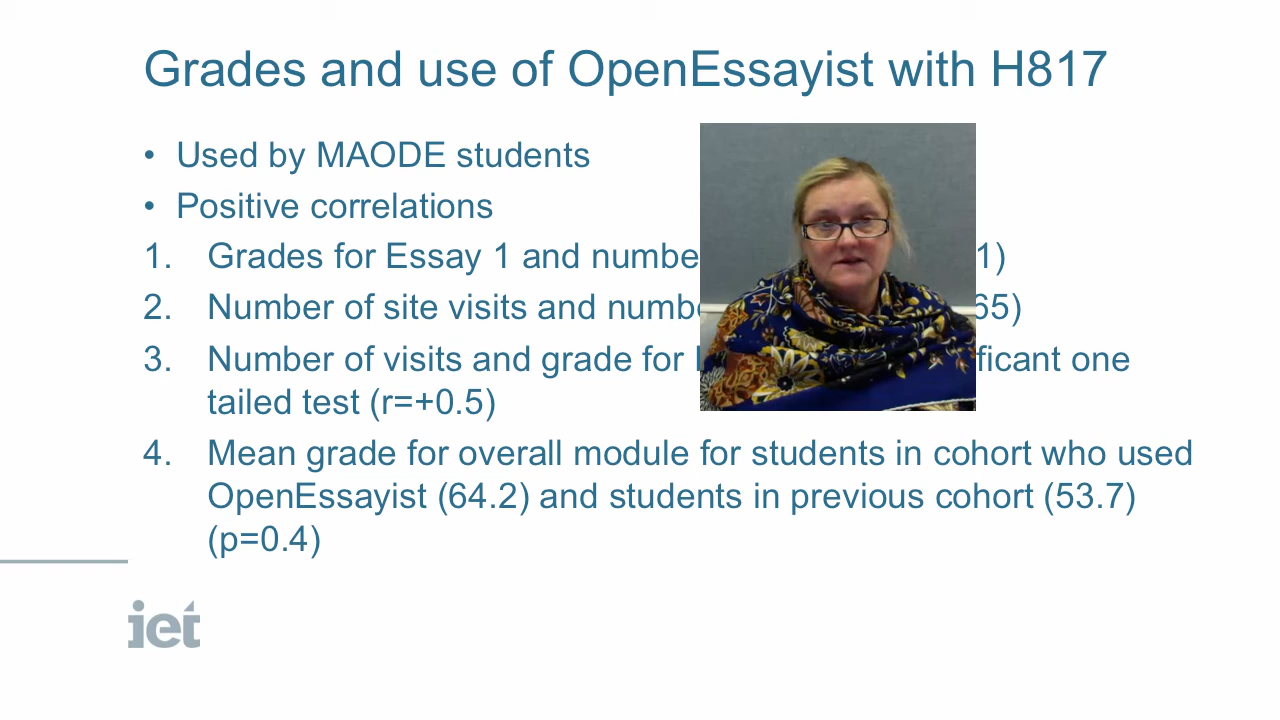 Grades and use of OpenEssayist with H817
• Used by MAODE students
• Positive correlations
1. Grades for Essay 1 and 1)
2. Number of site visits and 65)
3. Number of visits and grade for one
tailed test (r=+0.5)
4. Mean grade for overall module for students in cohort who used
OpenEssayist (64.2) and students in previous cohort (53.7)
(p=0.4)
iet